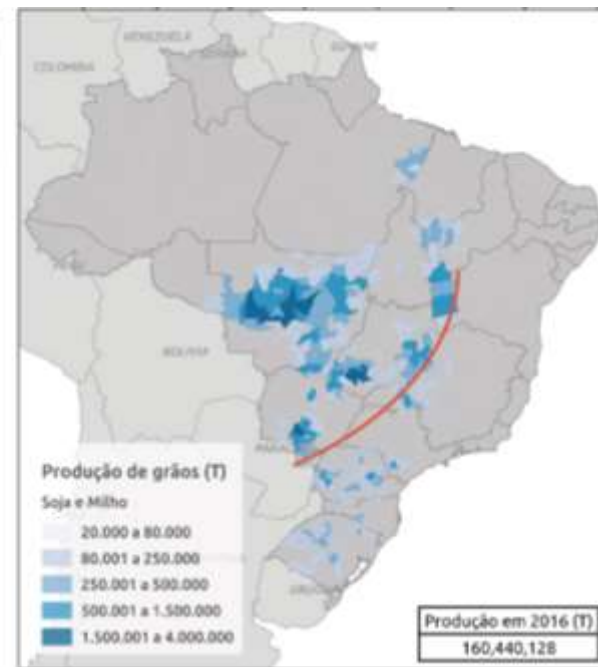 VENEZUELA
COLOMBIA
BOLIVIA
Produção de grãos (T)
Soja e Milho
20.000 a 80.000
80.001 a 250.000
250.001 a 500.000
500.001 a 1.500.000
1.500.001 a 4.000.000
Produção em 2016 (T)
160,440,128